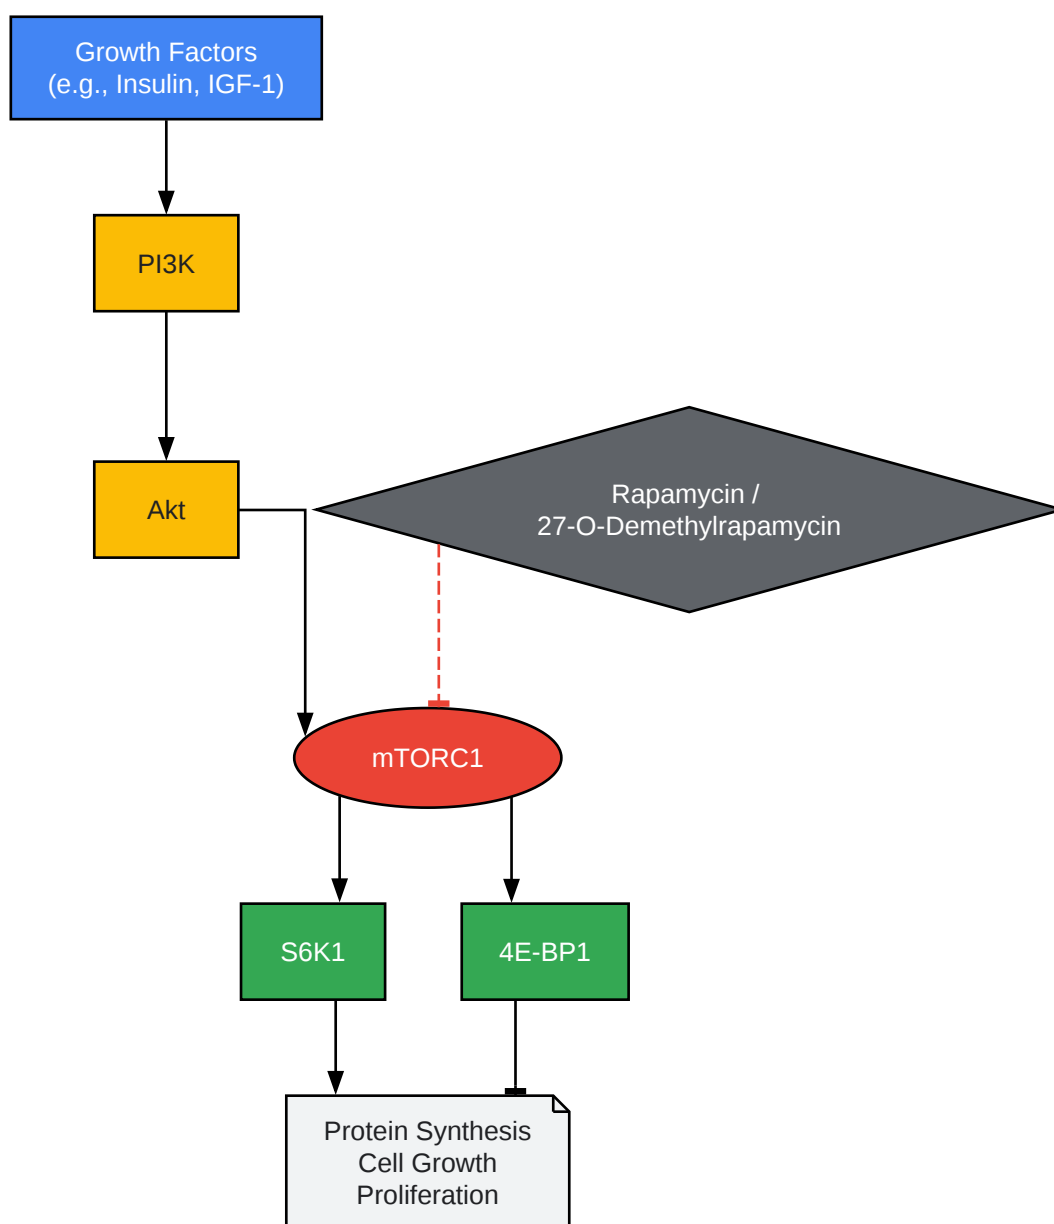 Growth Factors
(e.g., Insulin, IGF-1)
PI3K
Akt
Rapamycin /
27-O-Demethylrapamycin
mTORC1
S6K1
4E-BP1
Protein Synthesis
Cell Growth
Proliferation